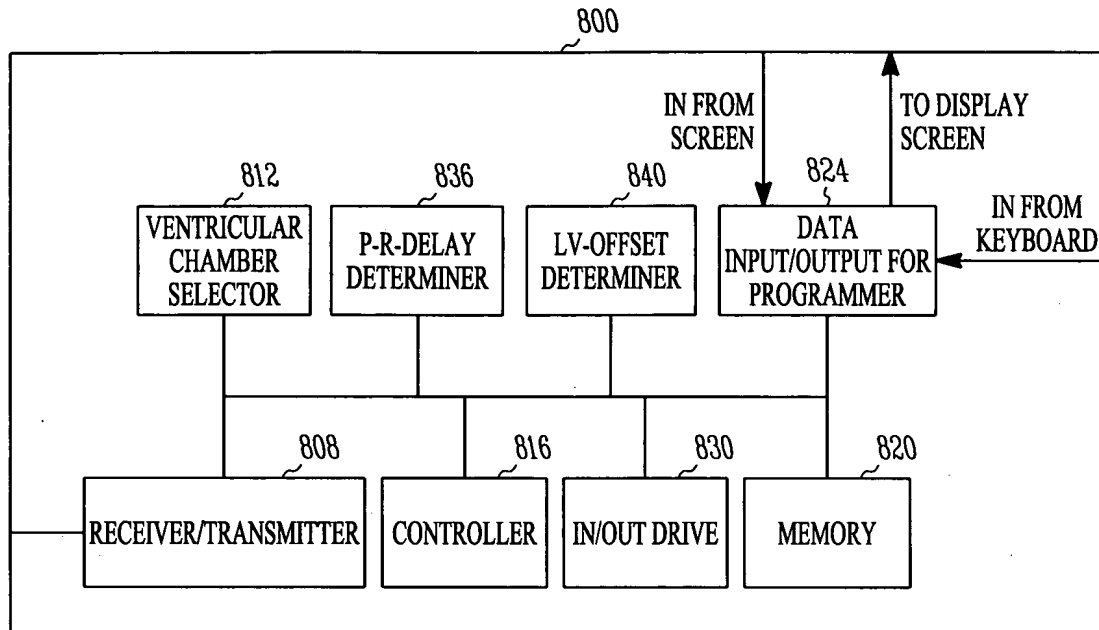 800
IN FROM
SCREEN
TO DISPLAY
SCREEN
812
836
840
824
VENTRICULAR
CHAMBER
SELECTOR
P-R-DELAY
DETERMINER
LV-OFFSET
DETERMINER
DATA
INPUT/OUTPUT FOR
PROGRAMMER
IN FROM
KEYBOARD
808
816
830
820
RECEIVER/TRANSMITTER
CONTROLLER
IN/OUT DRIVE
MEMORY